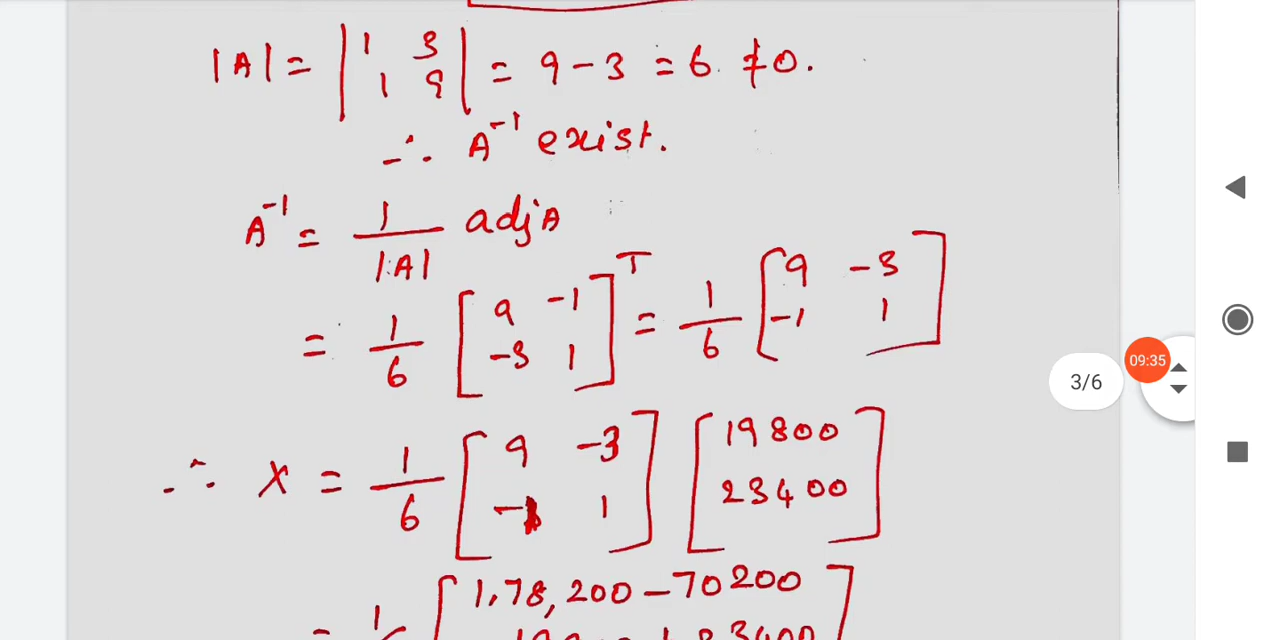 |A| = | 1 3 | = 9 - 3 = 6 ≠ 0.
| 1 9 |
∴ A⁻¹ exist.
A⁻¹ = 1 adjA
|A|
= 1/6 [ 9 -1 ]ᵀ = 1/6 [ 9 -3 ]
[ -3 1 ] [ -1 1 ]
3/6
09:35
∴ X = 1/6 [ 9 -3 ] [ 19800 ]
[ -1 1 ] [ 23400 ]
= [ 1,78,200 - 70200 ]